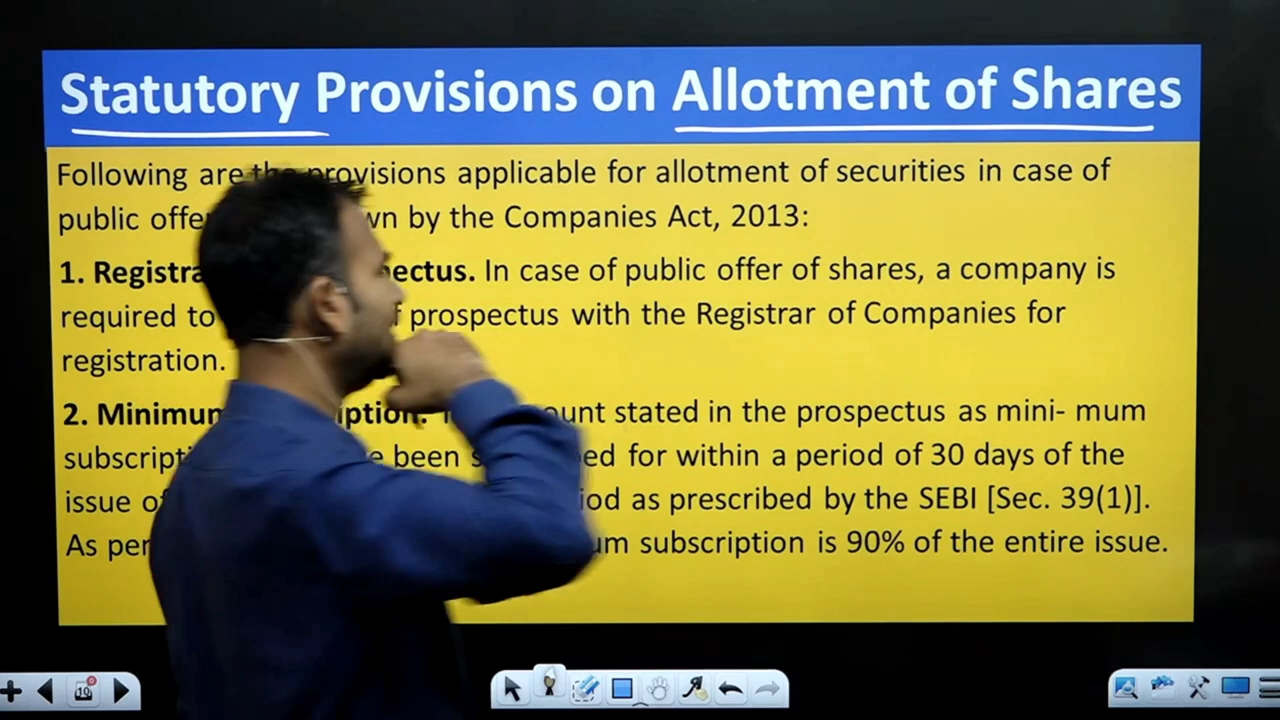 Statutory Provisions on Allotment of Shares
Following are the provisions applicable for allotment of securities in case of
public offe wn by the Companies Act, 2013:
1. Registra pectus. In case of public offer of shares, a company is
required to f prospectus with the Registrar of Companies for
registration.
2. Minimum iption. ount stated in the prospectus as mini- mum
subscripti e been s ed for within a period of 30 days of the
issue of iod as prescribed by the SEBI [Sec. 39(1)].
As per um subscription is 90% of the entire issue.
10